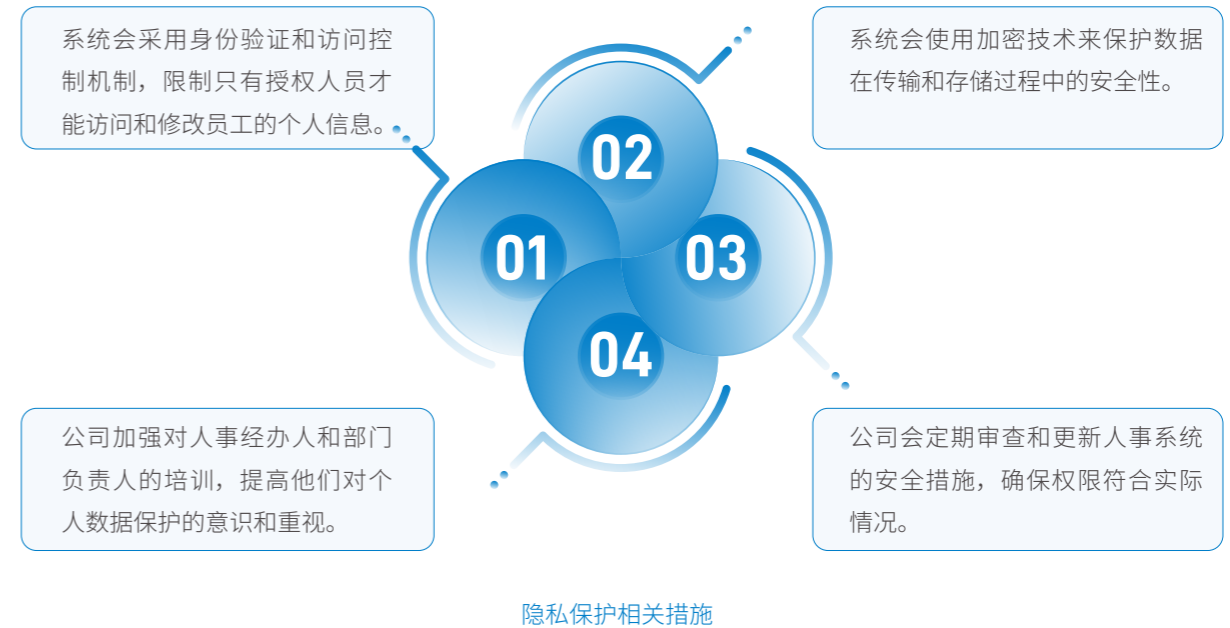 系统会采用身份验证和访问控
制机制，限制只有授权人员才
能访问和修改员工的个人信息。
系统会使用加密技术来保护数据
在传输和存储过程中的安全性。
02
01
03
04
公司加强对人事经办人和部门
负责人的培训，提高他们对个
人数据保护的意识和重视。
公司会定期审查和更新人事系统
的安全措施，确保权限符合实际
情况。
隐私保护相关措施